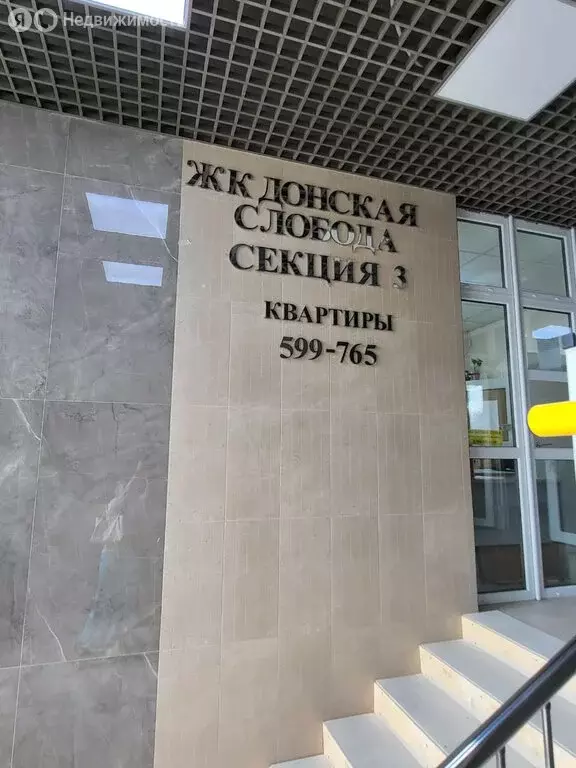 Я Недвижимость
ЖК ДОНСКАЯ
СЛОБОДА
СЕКЦИЯ 3
КВАРТИРЫ
599-765